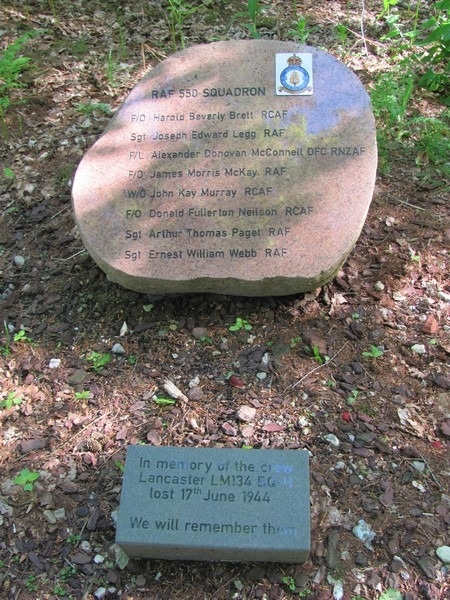 RAF 550 SQUADRON
F/O Harold Beverly Brett RCAF
Sgt Joseph Edward Legg RAF
F/L Alexander Donovan McConnell DFC RNZAF
F/O James Morris McKay RAF
W/O John Kay Murray RCAF
F/O Donald Fullerton Neilson RCAF
Sgt Arthur Thomas Paget RAF
Sgt Ernest William Webb RAF
In memory of the crew
Lancaster LM134
lost 17th June 1944
We will remember them